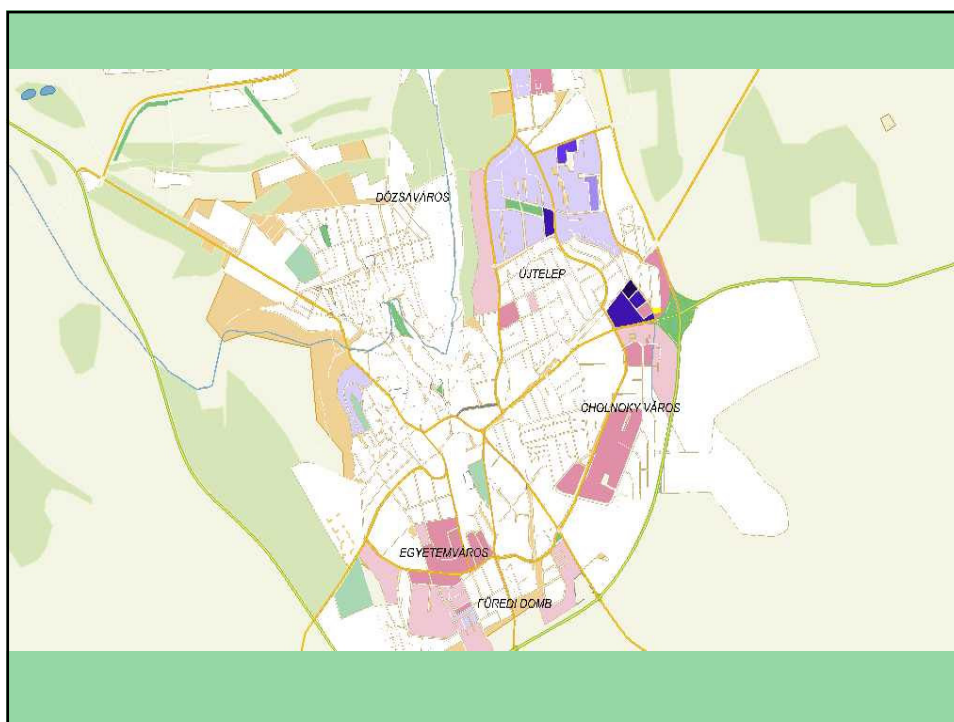 DÓZSAVÁROS
ÚJTELEP
CHOLNOKY VÁROS
EGYETEMVÁROS
FÜREDI DOMB